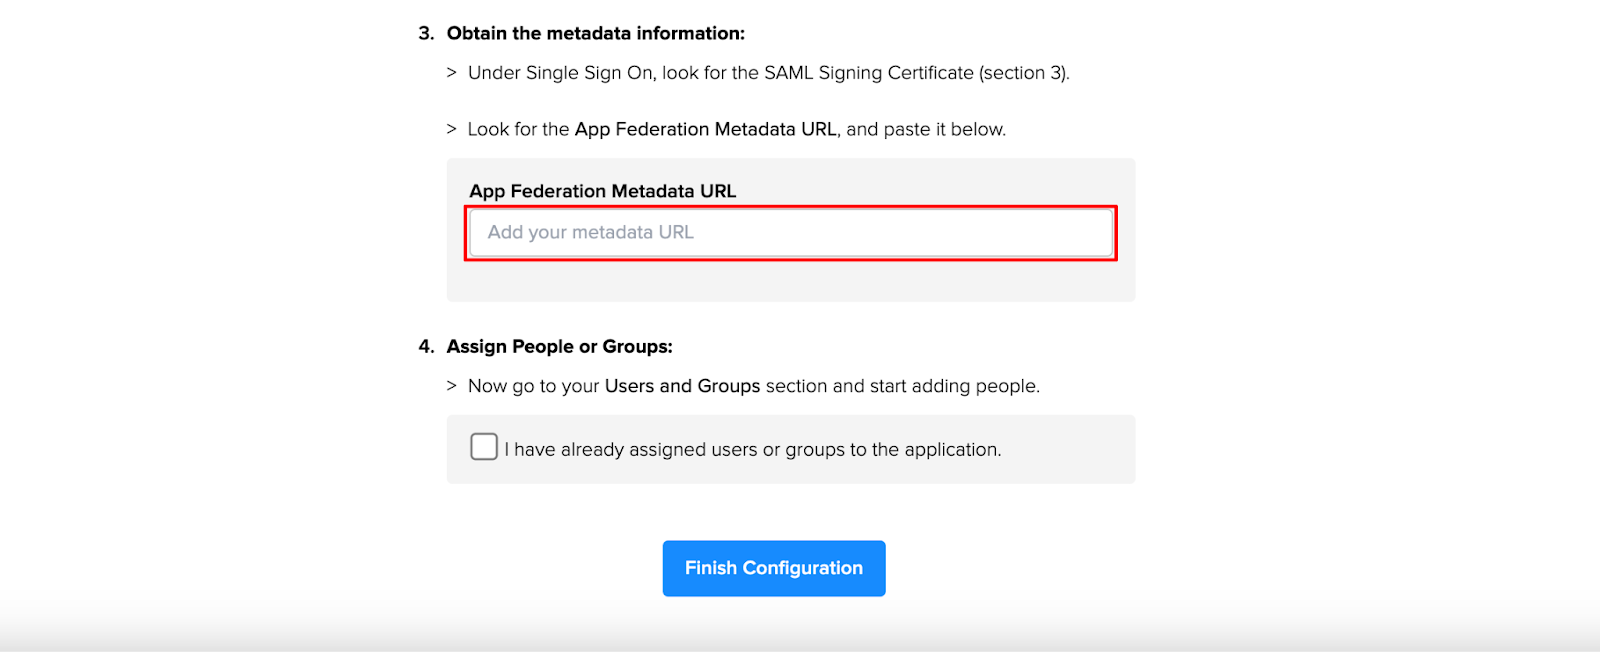 3. Obtain the metadata information:
> Under Single Sign On, look for the SAML Signing Certificate (section 3).
> Look for the App Federation Metadata URL, and paste it below.
App Federation Metadata URL
Add your metadata URL
4. Assign People or Groups:
> Now go to your Users and Groups section and start adding people.
I have already assigned users or groups to the application.
Finish Configuration